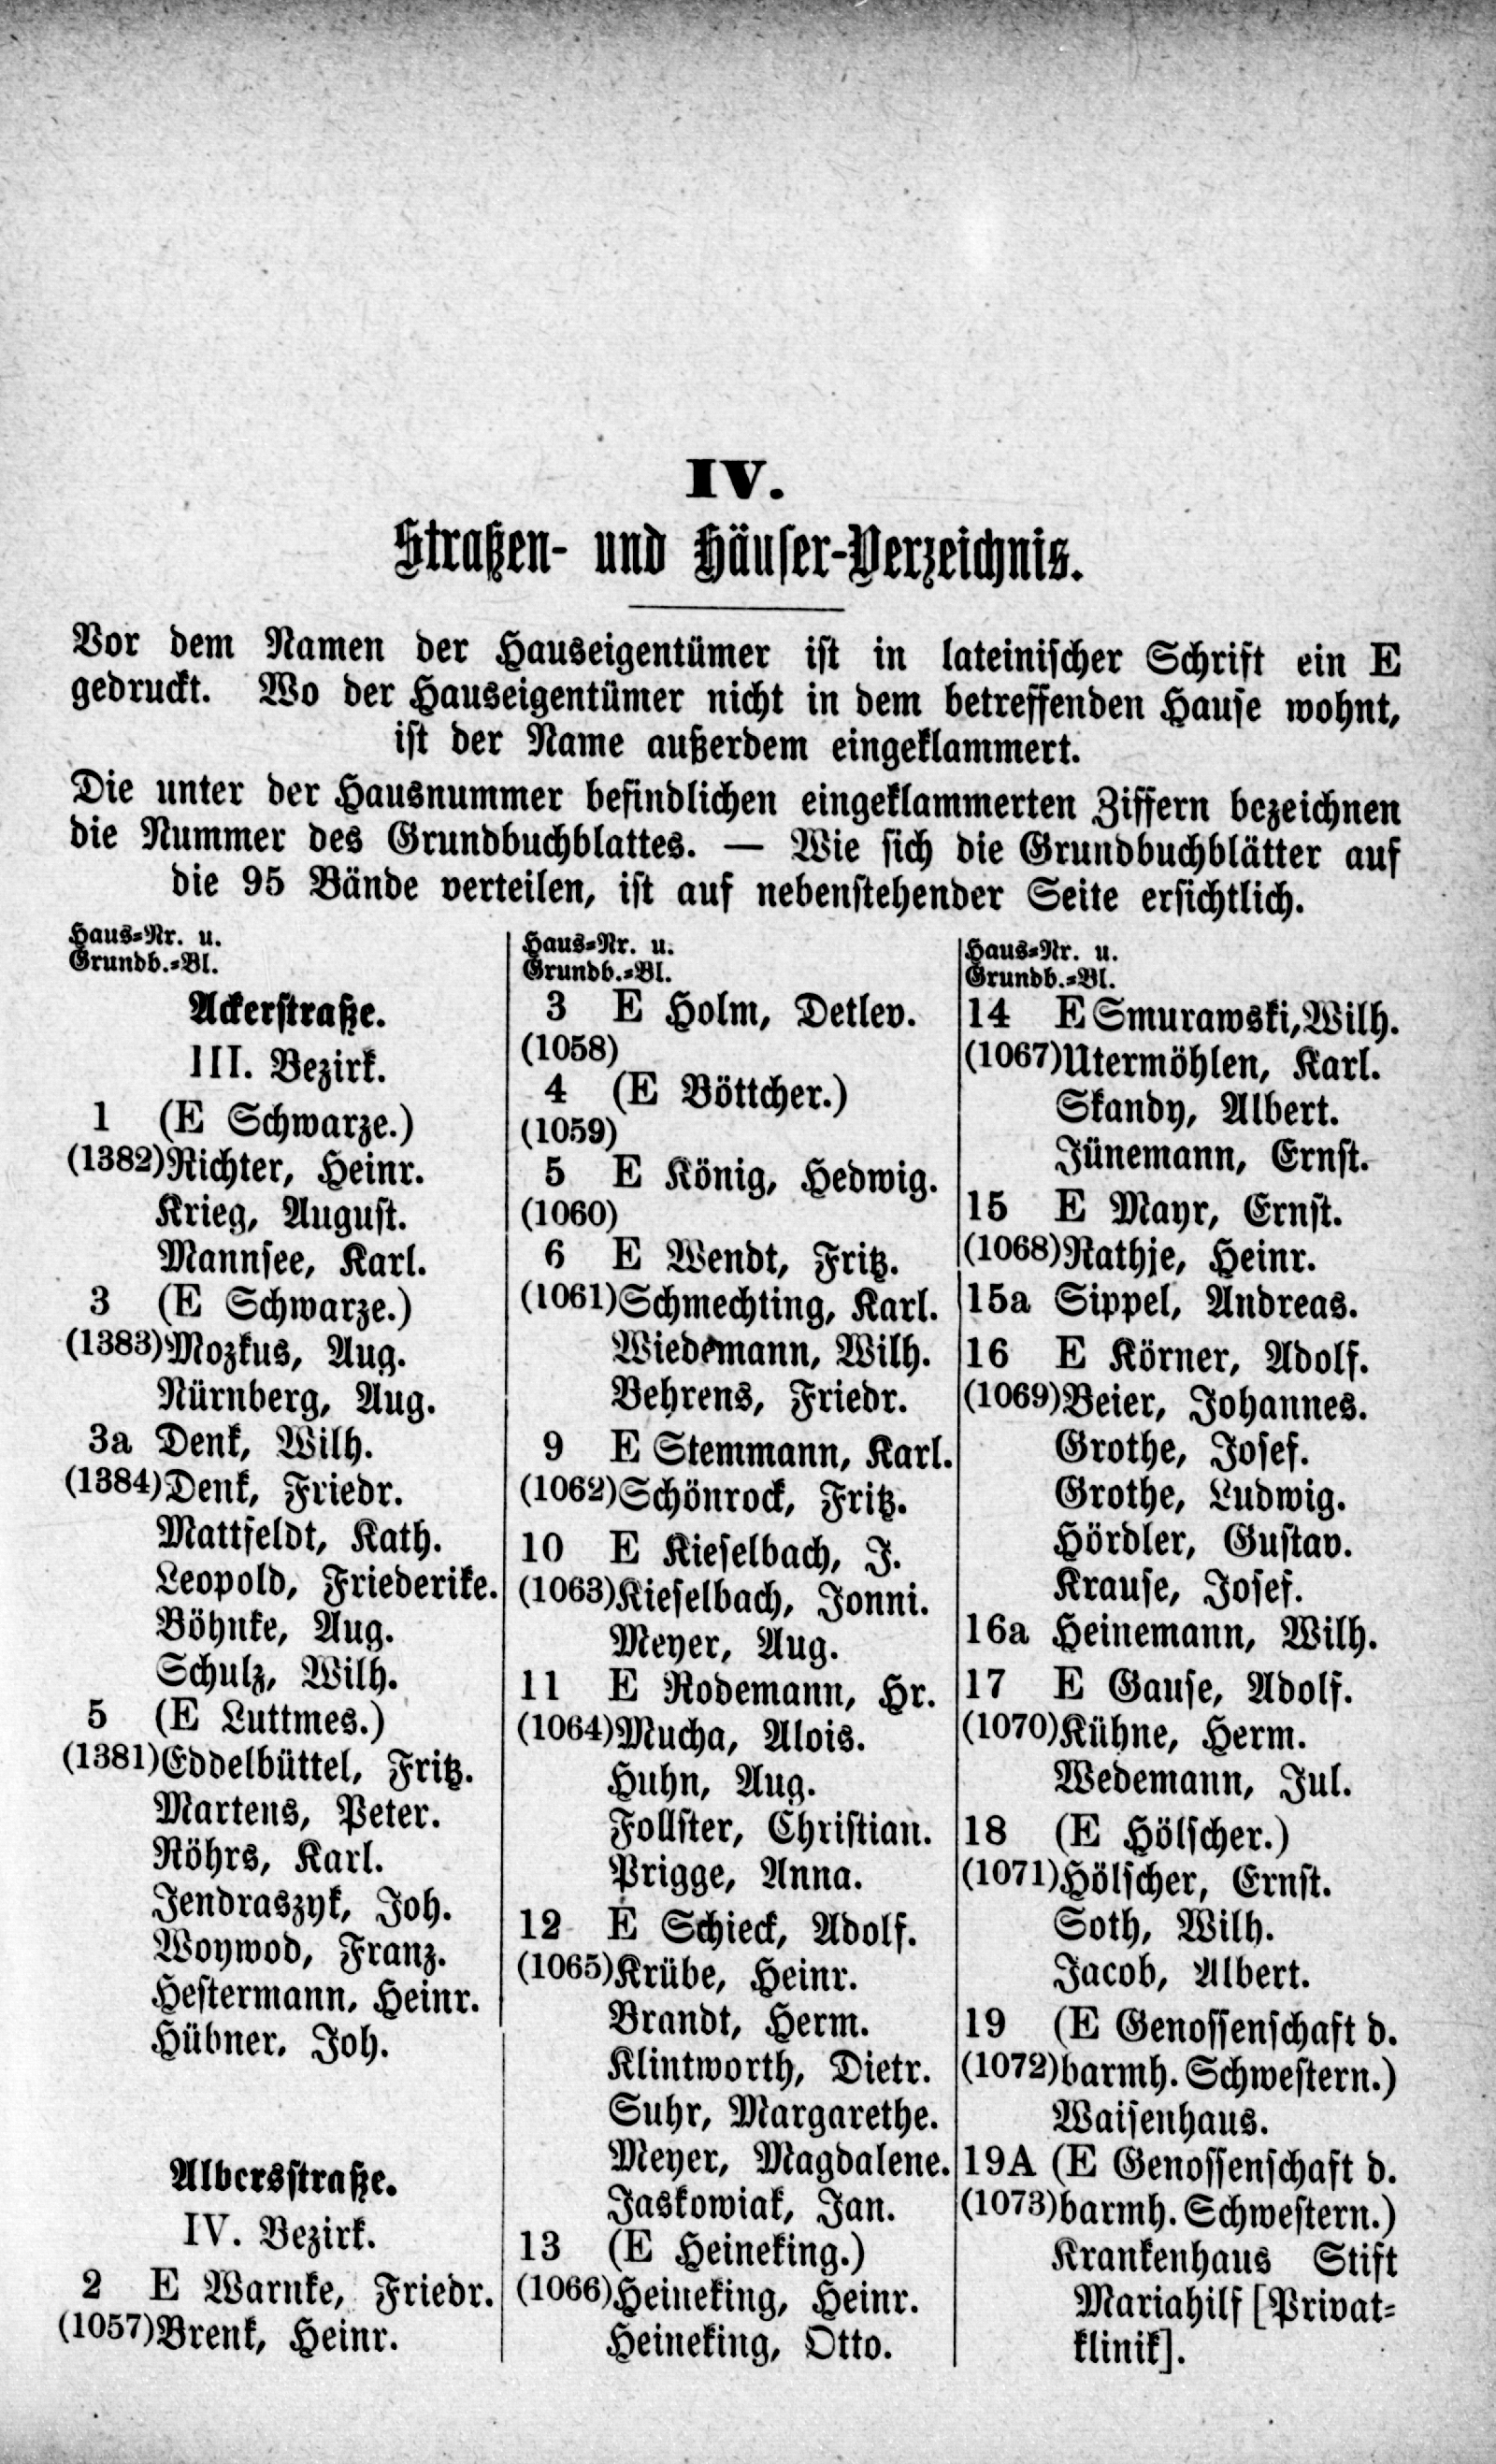 IV.
Straßen- und Häuser-Verzeichnis.
Vor dem Namen der Hauseigentümer ist in lateinischer Schrift ein E
gedruckt. Wo der Hauseigentümer nicht in dem betreffenden Hause wohnt,
ist der Name außerdem eingeklammert.
Die unter der Hausnummer befindlichen eingeklammerten Ziffern bezeichnen
die Nummer des Grundbuchblattes. — Wie sich die Grundbuchblätter auf
die 95 Bände verteilen, ist auf nebenstehender Seite ersichtlich.
Haus-Nr. u.
Grundb.-Bl.
Ackerstraße.
III. Bezirk.
1 (E Schwarze.)
(1382) Richter, Heinr.
Krieg, August.
Mannsee, Karl.
3 (E Schwarze.)
(1383) Mozkus, Aug.
Nürnberg, Aug.
3a Denk, Wilh.
(1384) Denk, Friedr.
Mattfeldt, Kath.
Leopold, Friederike.
Böhnke, Aug.
Schulz, Wilh.
5 (E Luttmes.)
(1381) Eddelbüttel, Fritz.
Martens, Peter.
Röhrs, Karl.
Jendraszyk, Joh.
Woywod, Franz.
Hestermann, Heinr.
Hübner, Joh.
Albersstraße.
IV. Bezirk.
2 E Warnke, Friedr.
(1057) Brenk, Heinr.
Haus-Nr. u.
Grundb.-Bl.
3 E Holm, Detlev.
(1058)
4 (E Böttcher.)
(1059)
5 E König, Hedwig.
(1060)
6 E Wendt, Fritz.
(1061) Schmechting, Karl.
Wiedemann, Wilh.
Behrens, Friedr.
9 E Stemmann, Karl.
(1062) Schönrock, Fritz.
10 E Kieselbach, J.
(1063) Kieselbach, Jonni.
Meyer, Aug.
11 E Rodemann, Hr.
(1064) Mucha, Alois.
Huhn, Aug.
Follster, Christian.
Prigge, Anna.
12 E Schieck, Adolf.
(1065) Krübe, Heinr.
Brandt, Herm.
Klintworth, Dietr.
Suhr, Margarethe.
Meyer, Magdalene.
Jaskowiak, Jan.
13 (E Heineking.)
(1066) Heineking, Heinr.
Heineking, Otto.
Haus-Nr. u.
Grundb.-Bl.
14 E Smurawski, Wilh.
(1067) Utermöhlen, Karl.
Skandy, Albert.
Jünemann, Ernst.
15 E Mayr, Ernst.
(1068) Rathje, Heinr.
15a Sippel, Andreas.
16 E Körner, Adolf.
(1069) Beier, Johannes.
Grothe, Josef.
Grothe, Ludwig.
Hördler, Gustav.
Krause, Josef.
16a Heinemann, Wilh.
17 E Gause, Adolf.
(1070) Kühne, Herm.
Wedemann, Jul.
18 (E Hölscher.)
(1071) Hölscher, Ernst.
Soth, Wilh.
Jacob, Albert.
19 (E Genossenschaft d.
(1072) barmh. Schwestern.)
Waisenhaus.
19A (E Genossenschaft d.
(1073) barmh. Schwestern.)
Krankenhaus Stift
Mariahilf [Privat-
klinik].